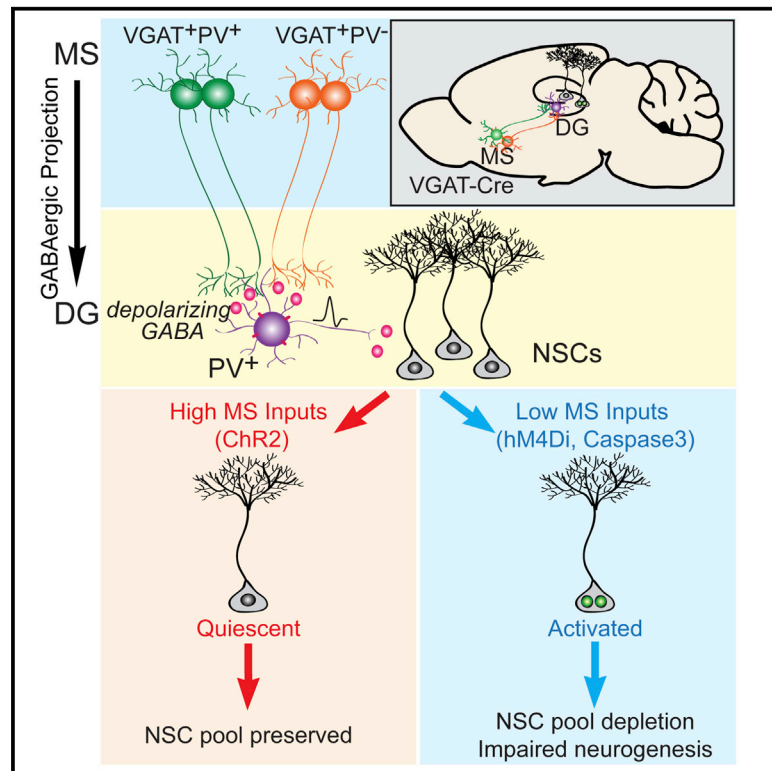 MS
GABAergic Projection
DG
VGAT+PV+
VGAT+PV-
MS
DG
VGAT-Cre
depolarizing
GABA
PV+
NSCs
High MS Inputs
(ChR2)
Quiescent
NSC pool preserved
Low MS Inputs
(hM4Di, Caspase3)
Activated
NSC pool depletion
Impaired neurogenesis